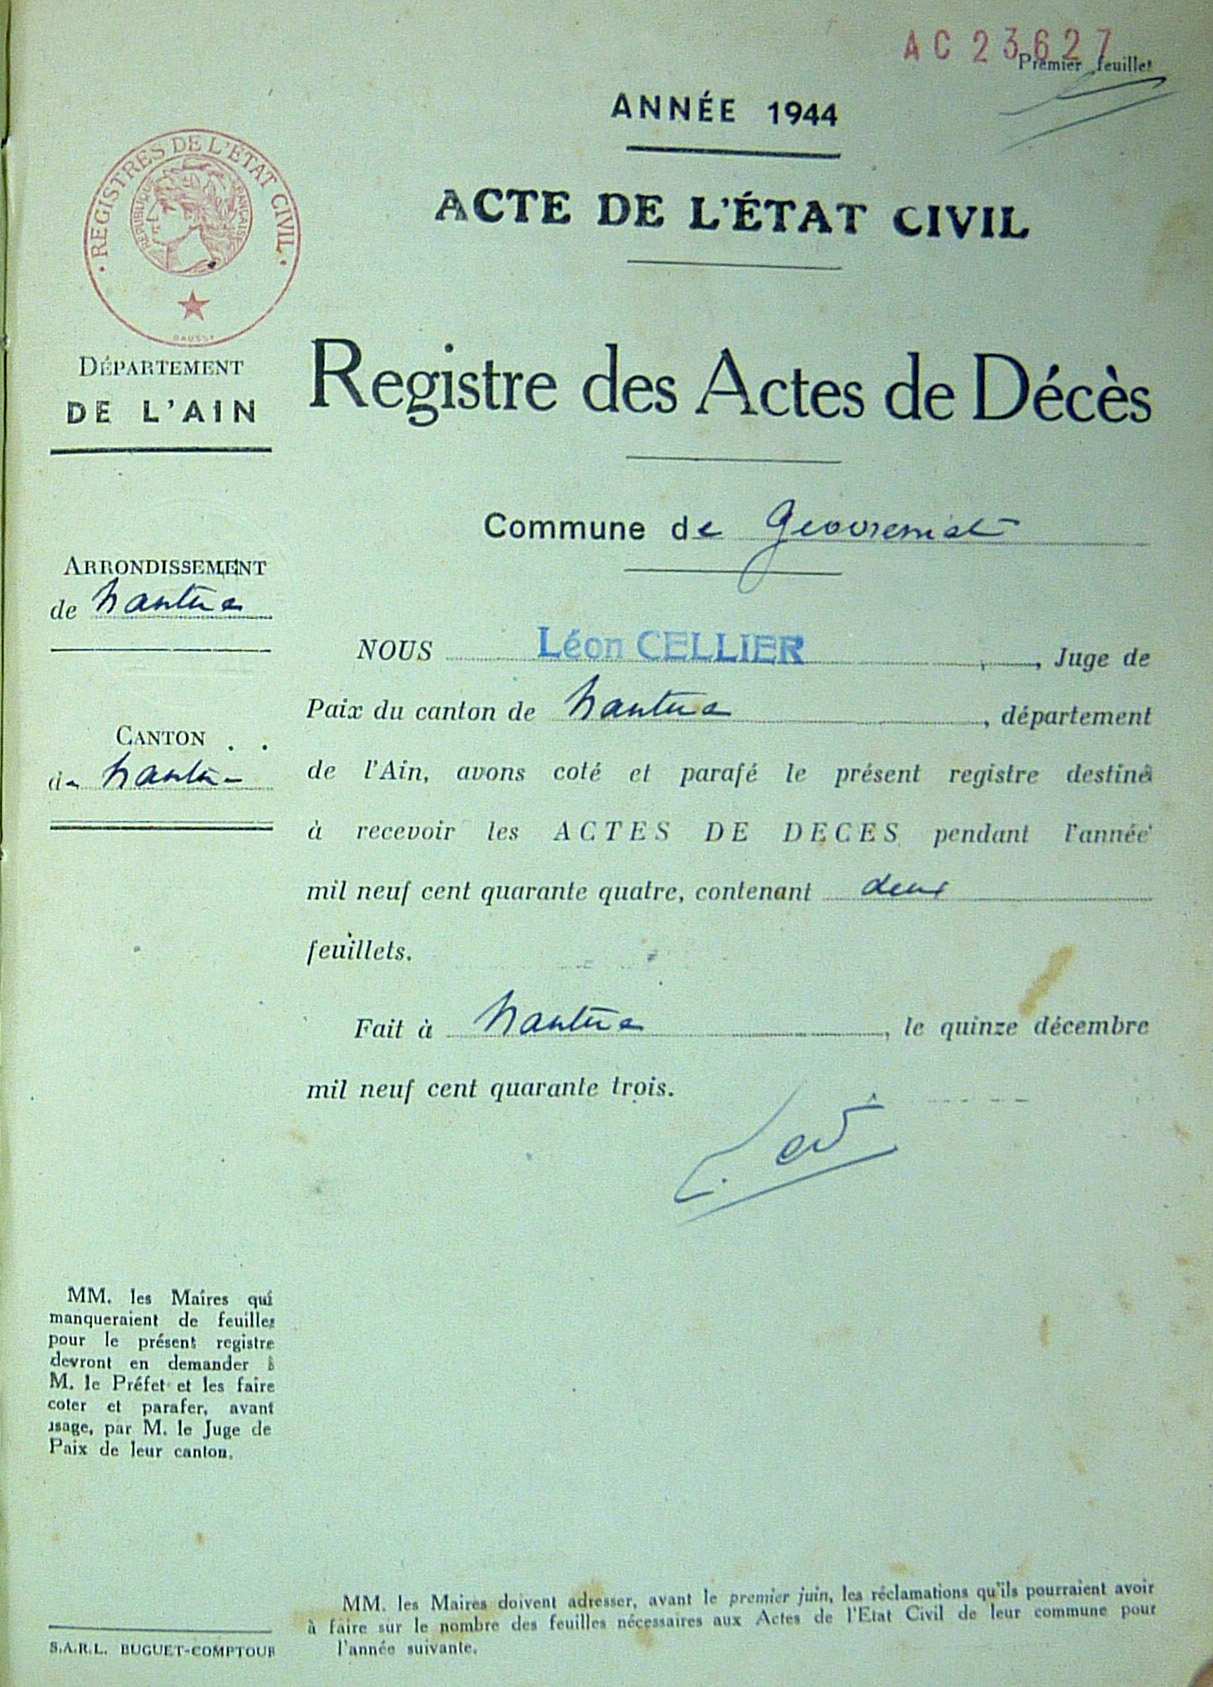 AC 23627
Premier feuillet
ANNÉE 1944
ACTE DE L'ÉTAT CIVIL
· REGISTRES DE L'ÉTAT CIVIL ·
RÉPUBLIQUE FRANÇAISE
DÉPARTEMENT
DE L'AIN
Registre des Actes de Décès
Commune de Geovreissiat
ARRONDISSEMENT
de Nantua
NOUS Léon CELLIER, Juge de
Paix du canton de Nantua, département
CANTON
de Nantua
de l'Ain, avons coté et parafé le présent registre destiné
à recevoir les ACTES DE DECES pendant l'année
mil neuf cent quarante quatre, contenant deux
feuillets.
Fait à Nantua, le quinze décembre
mil neuf cent quarante trois.
MM. les Maires qui
manqueraient de feuilles
pour le présent registre
devront en demander à
M. le Préfet et les faire
coter et parafer, avant
usage, par M. le Juge de
Paix de leur canton.
MM. les Maires doivent adresser, avant le premier juin, les réclamations qu'ils pourraient avoir
à faire sur le nombre des feuilles nécessaires aux Actes de l'Etat Civil de leur commune pour
l'année suivante.
S.A.R.L. BUGUET-COMPTOUR